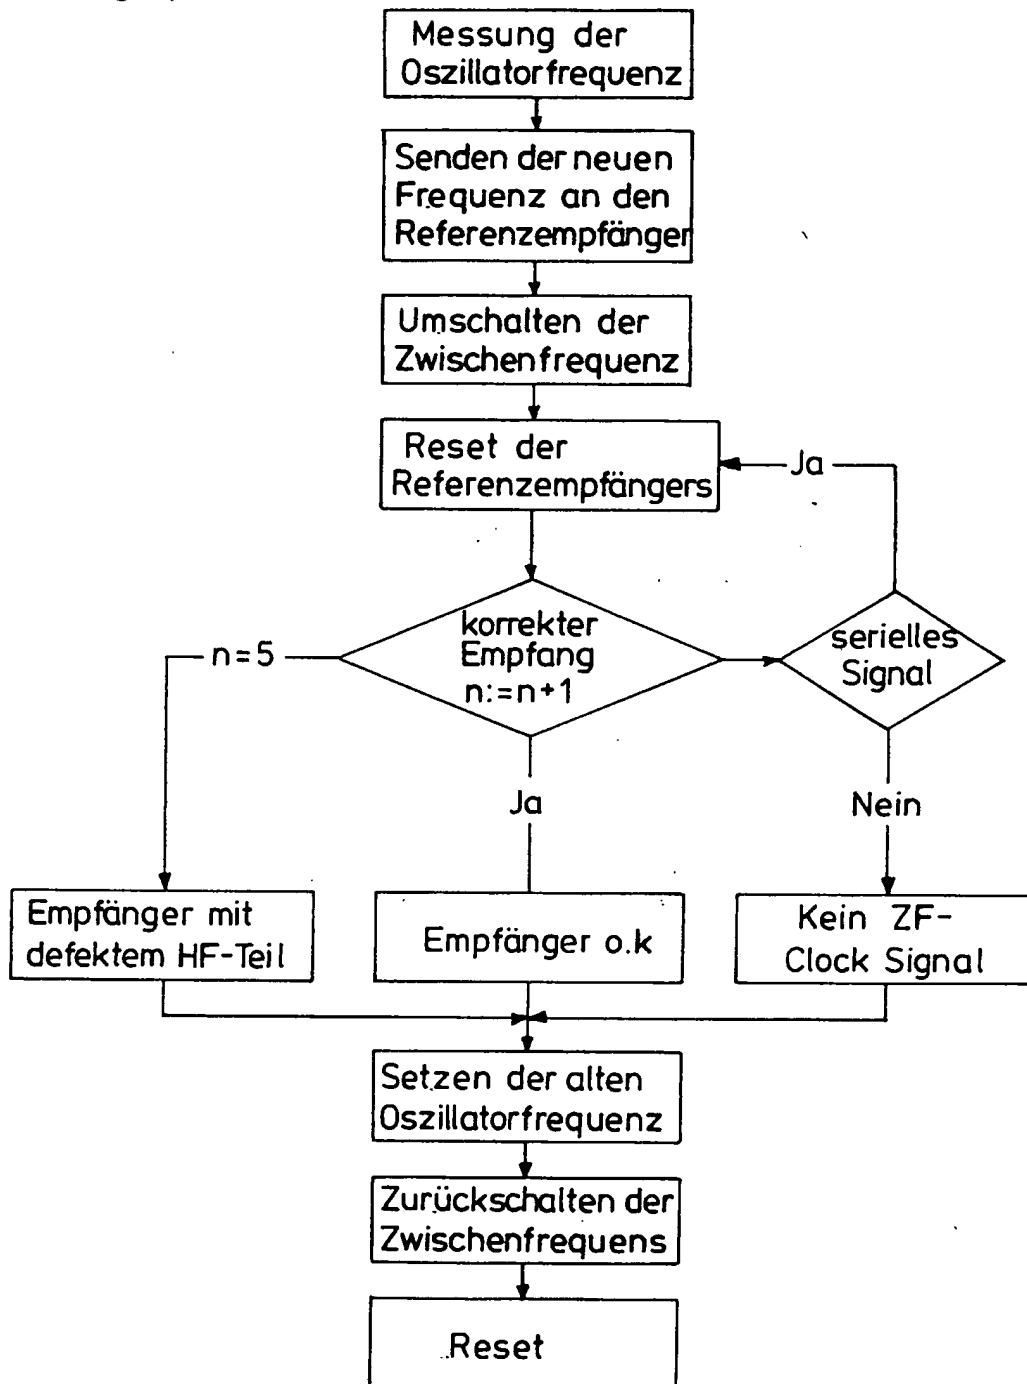 Messung der
Oszillatorfrequenz
Senden der neuen
Frequenz an den
Referenzempfänger
Umschalten der
Zwischenfrequenz
Reset der
Referenzempfängers
Ja
korrekter
Empfang
n:=n+1
n=5
serielles
Signal
Ja
Nein
Empfänger mit
defektem HF-Teil
Empfänger o.k
Kein ZF-
Clock Signal
Setzen der alten
Oszillatorfrequenz
Zurückschalten der
Zwischenfrequens
Reset